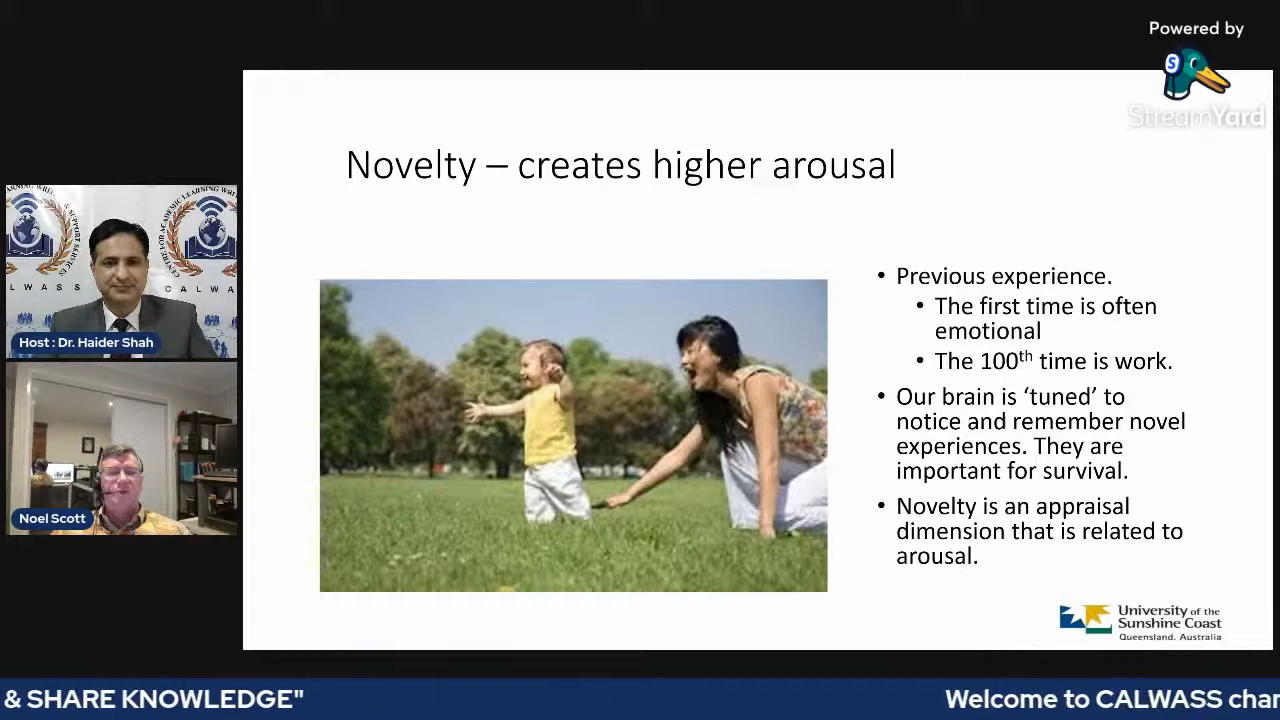 Powered by
StreamYard
Novelty – creates higher arousal
• Previous experience.
• The first time is often
emotional
• The 100th time is work.
• Our brain is ‘tuned’ to
notice and remember novel
experiences. They are
important for survival.
• Novelty is an appraisal
dimension that is related to
arousal.
University of the
Sunshine Coast
Queensland, Australia
CALWASS
Host : Dr. Haider Shah
Noel Scott
& SHARE KNOWLEDGE"
Welcome to CALWASS chan